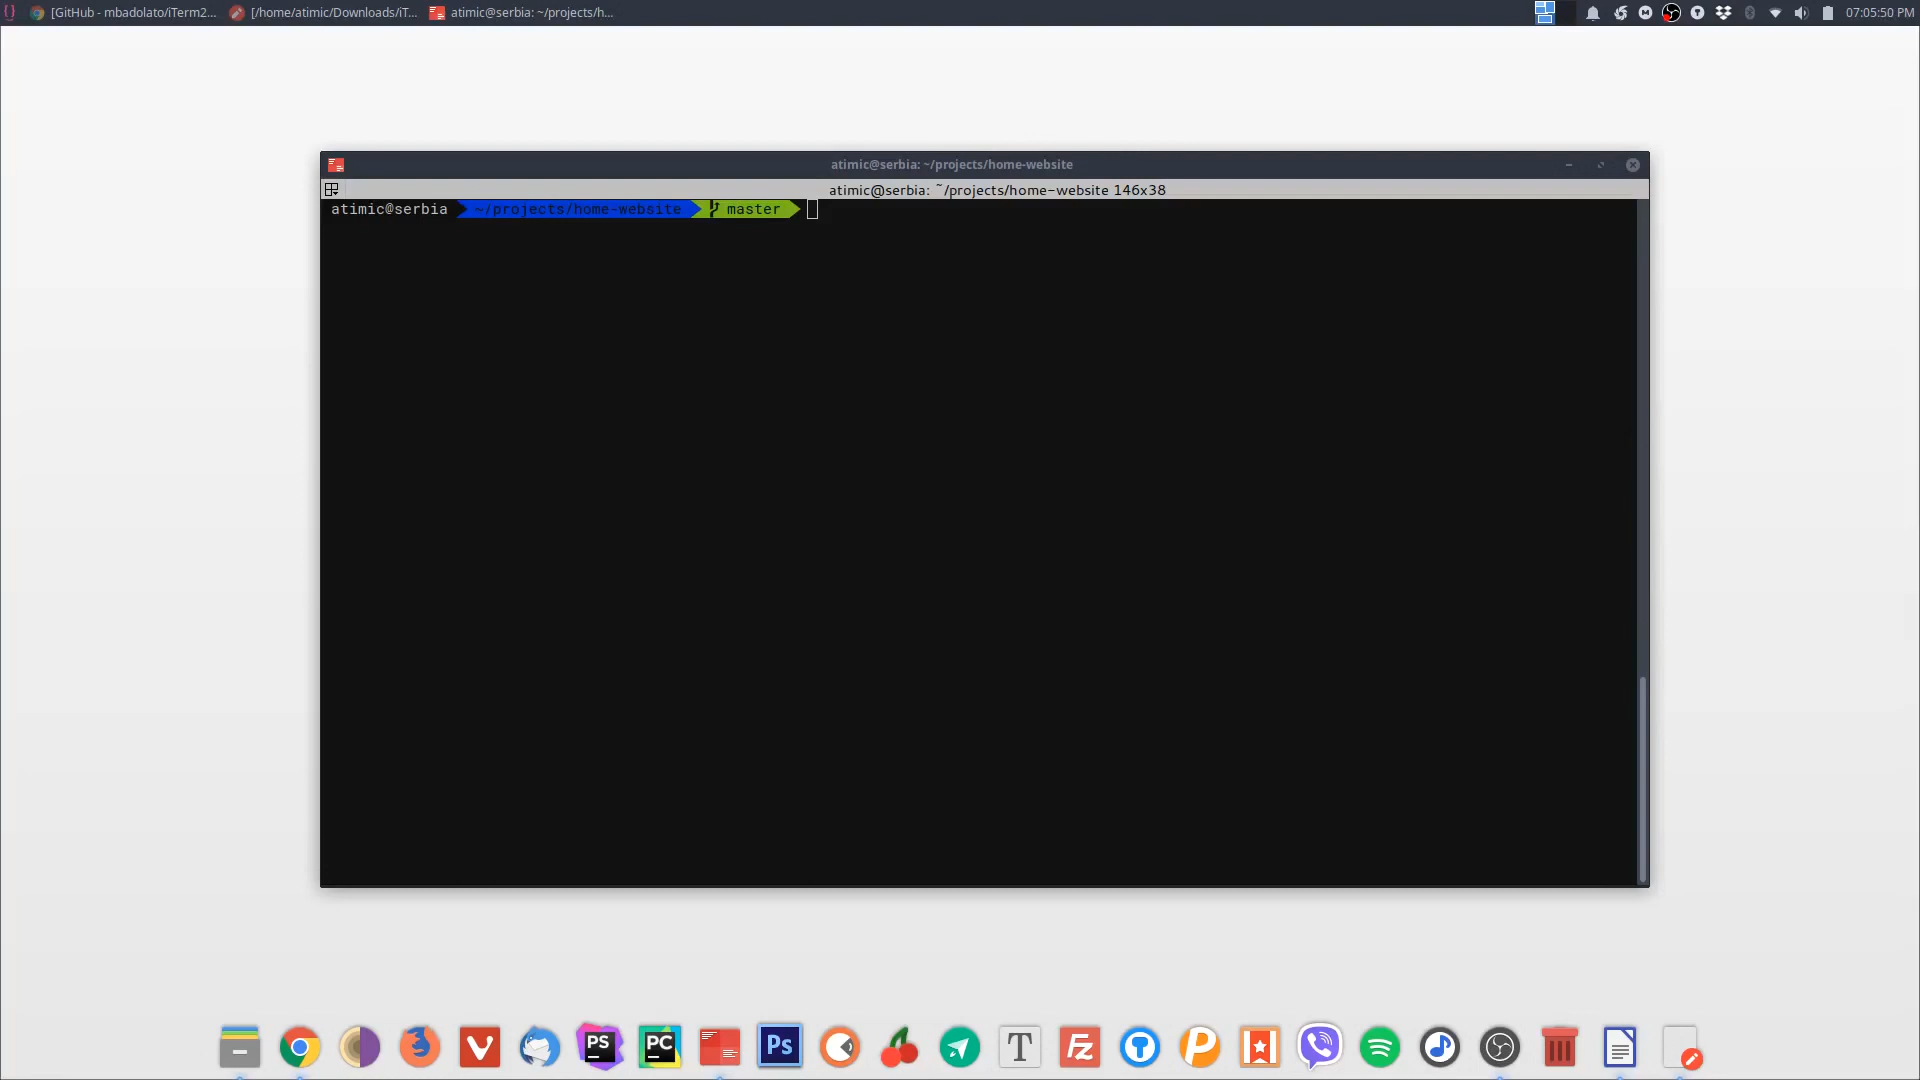 [GitHub - mbadolato/iTerm2... [/home/atimic/Downloads/iT... atimic@serbia: ~/projects/h... 07:05:50 PM
atimic@serbia: ~/projects/home-website
atimic@serbia: ~/projects/home-website 146x38
atimic@serbia ~/projects/home-website master
PS PC Ps T Fz P